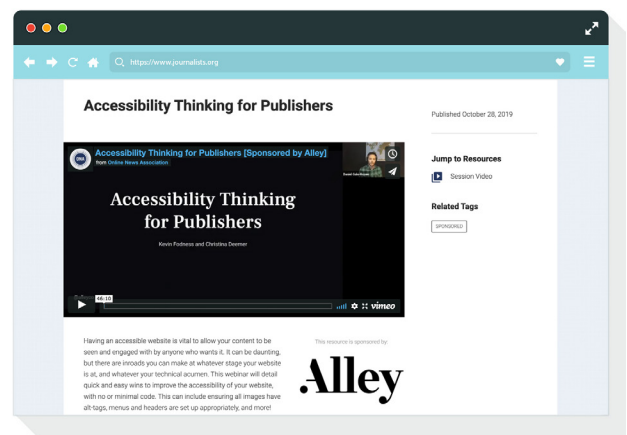 https://www.journalists.org
Accessibility Thinking for Publishers
Published October 28, 2019
Accessibility Thinking for Publishers [Sponsored by Alley]
from Online News Association
Accessibility Thinking
for Publishers
Kevin Fodness and Christina Deemer
46:10
vimeo
Jump to Resources
Session Video
Related Tags
SPONSORED
Having an accessible website is vital to allow your content to be
seen and engaged with by anyone who wants it. It can be daunting,
but there are inroads you can make at whatever stage your website
is at, and whatever your technical acumen. This webinar will detail
quick and easy wins to improve the accessibility of your website,
with no or minimal code. This can include ensuring all images have
alt-tags, menus and headers are set up appropriately, and more!
This resource is sponsored by:
Alley